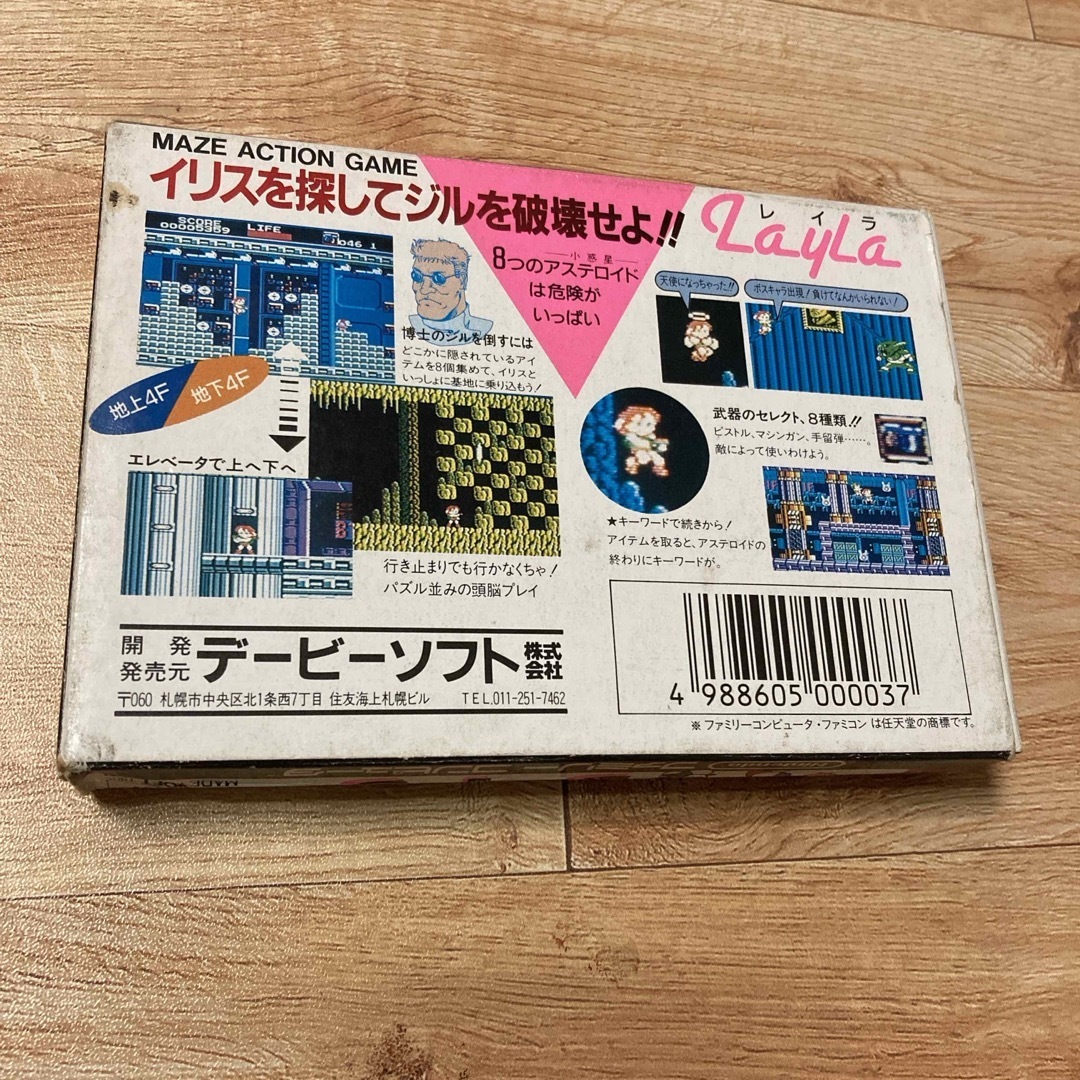 MAZE ACTION GAME
イリスを探してジルを破壊せよ!!
レイラ
LayLa
小惑星
8つのアステロイド
は危険が
いっぱい
SCORE
00005959
LIFE
046 1
博士のジルを倒すには
どこかに隠されているアイ
テムを8個集めて、イリスと
いっしょに基地に乗り込もう!
地上4F
地下4F
エレベータで上へ下へ
行き止まりでも行かなくちゃ!
パズル並みの頭脳プレイ
天使になっちゃった!!
ボスキャラ出現!負けてなんかいられない!
武器のセレクト、8種類!!
ピストル、マシンガン、手留弾……。
敵によって使いわけよう。
★キーワードで続きから!
アイテムを取ると、アステロイドの
終わりにキーワードが。
開発
発売元
デービーソフト株式会社
〒060 札幌市中央区北1条西7丁目 住友海上札幌ビル TEL.011-251-7462
4 988605 000037
※ファミリーコンピュータ・ファミコンは任天堂の商標です。